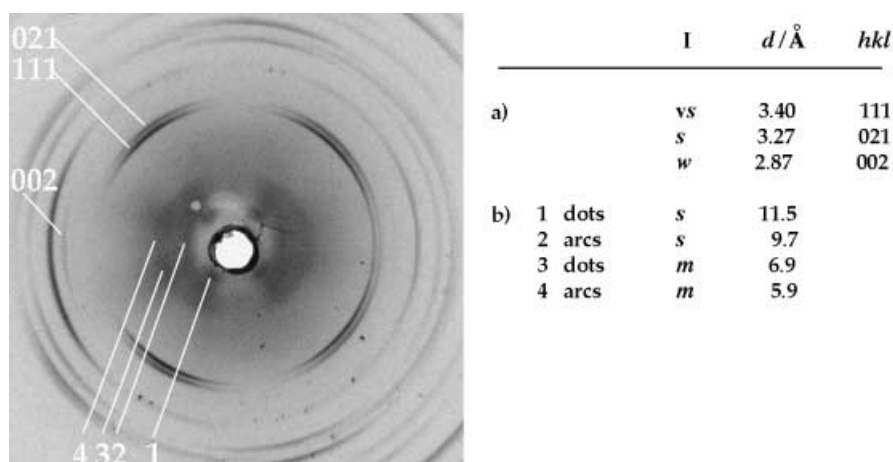 021
111
002
4 3 2 1
I d/Å hkl
a) vs 3.40 111
s 3.27 021
w 2.87 002
b) 1 dots s 11.5
2 arcs s 9.7
3 dots m 6.9
4 arcs m 5.9